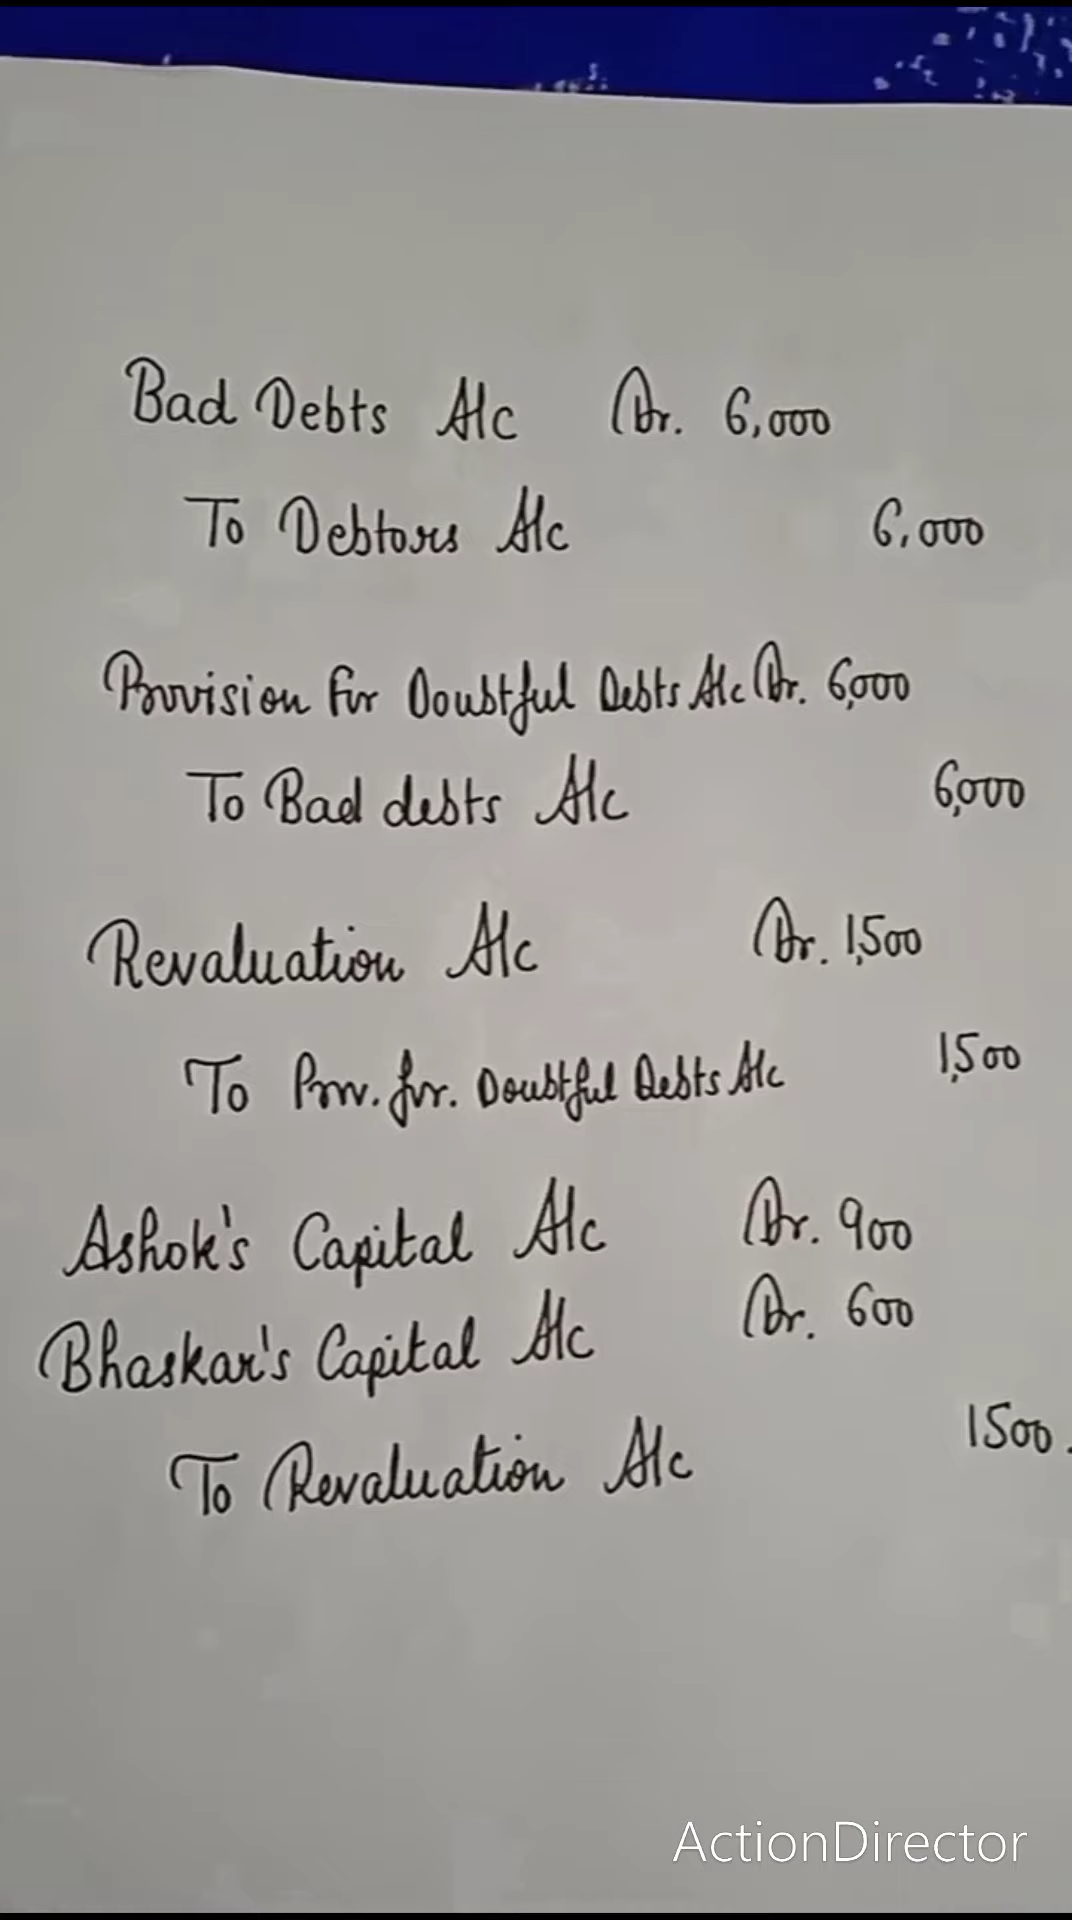 Bad Debts A/c Dr. 6,000
To Debtors A/c 6,000
Provision for Doubtful Debts A/c Dr. 6,000
To Bad debts A/c 6,000
Revaluation A/c Dr. 1,500
To Prov. for. Doubtful Debts A/c 1,500
Ashok's Capital A/c Dr. 900
Bhaskar's Capital A/c Dr. 600
To Revaluation A/c 1500.
ActionDirector